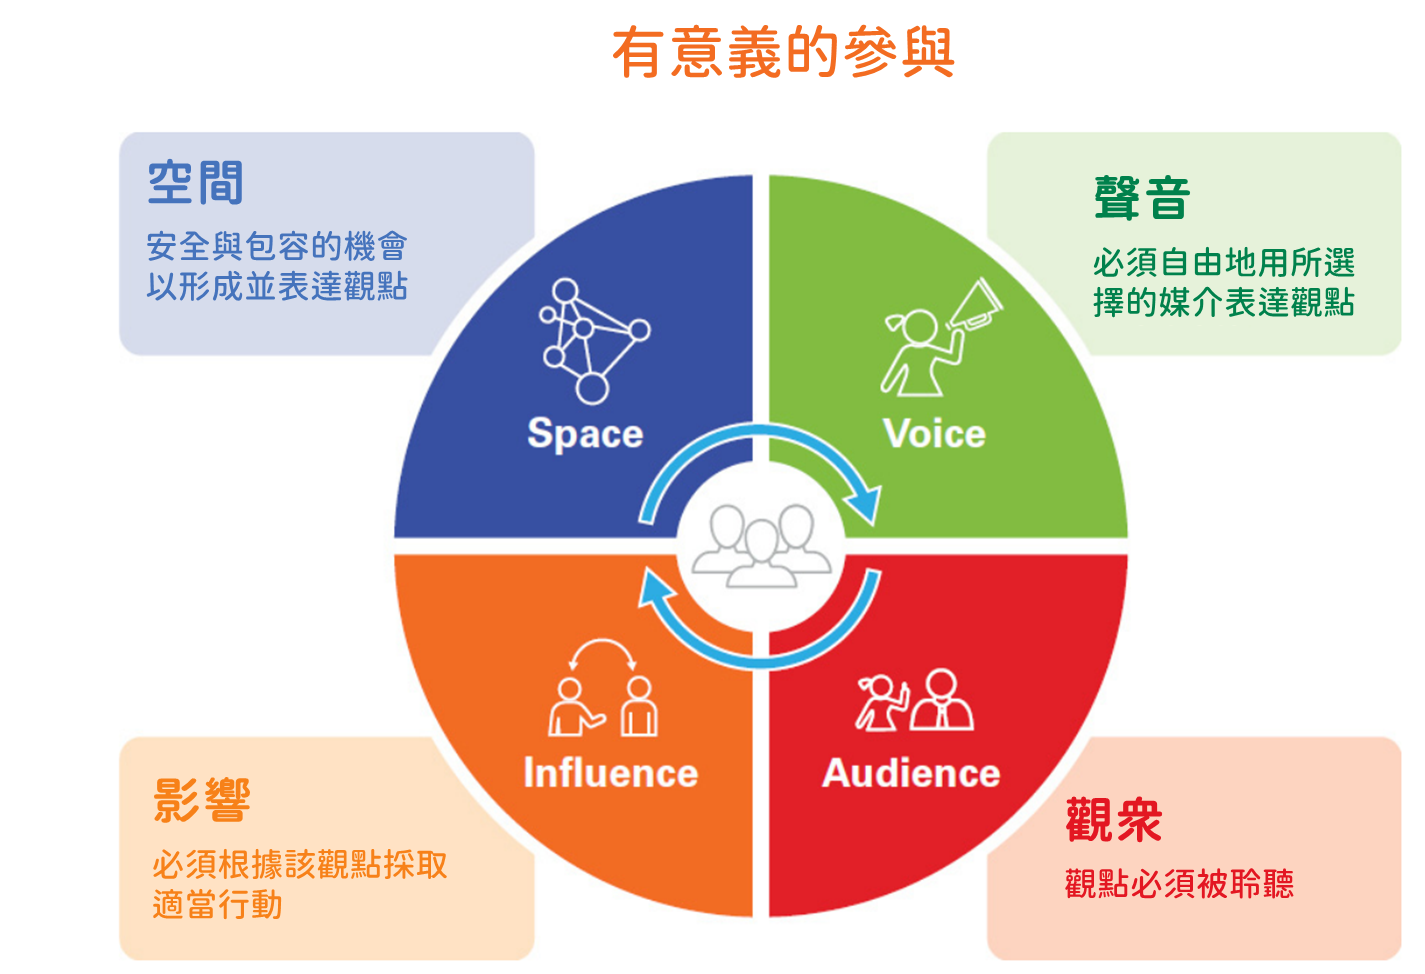 有意義的參與
空間
安全與包容的機會
以形成並表達觀點
聲音
必須自由地用所選
擇的媒介表達觀點
Space
Voice
Influence
Audience
影響
必須根據該觀點採取
適當行動
觀眾
觀點必須被聆聽